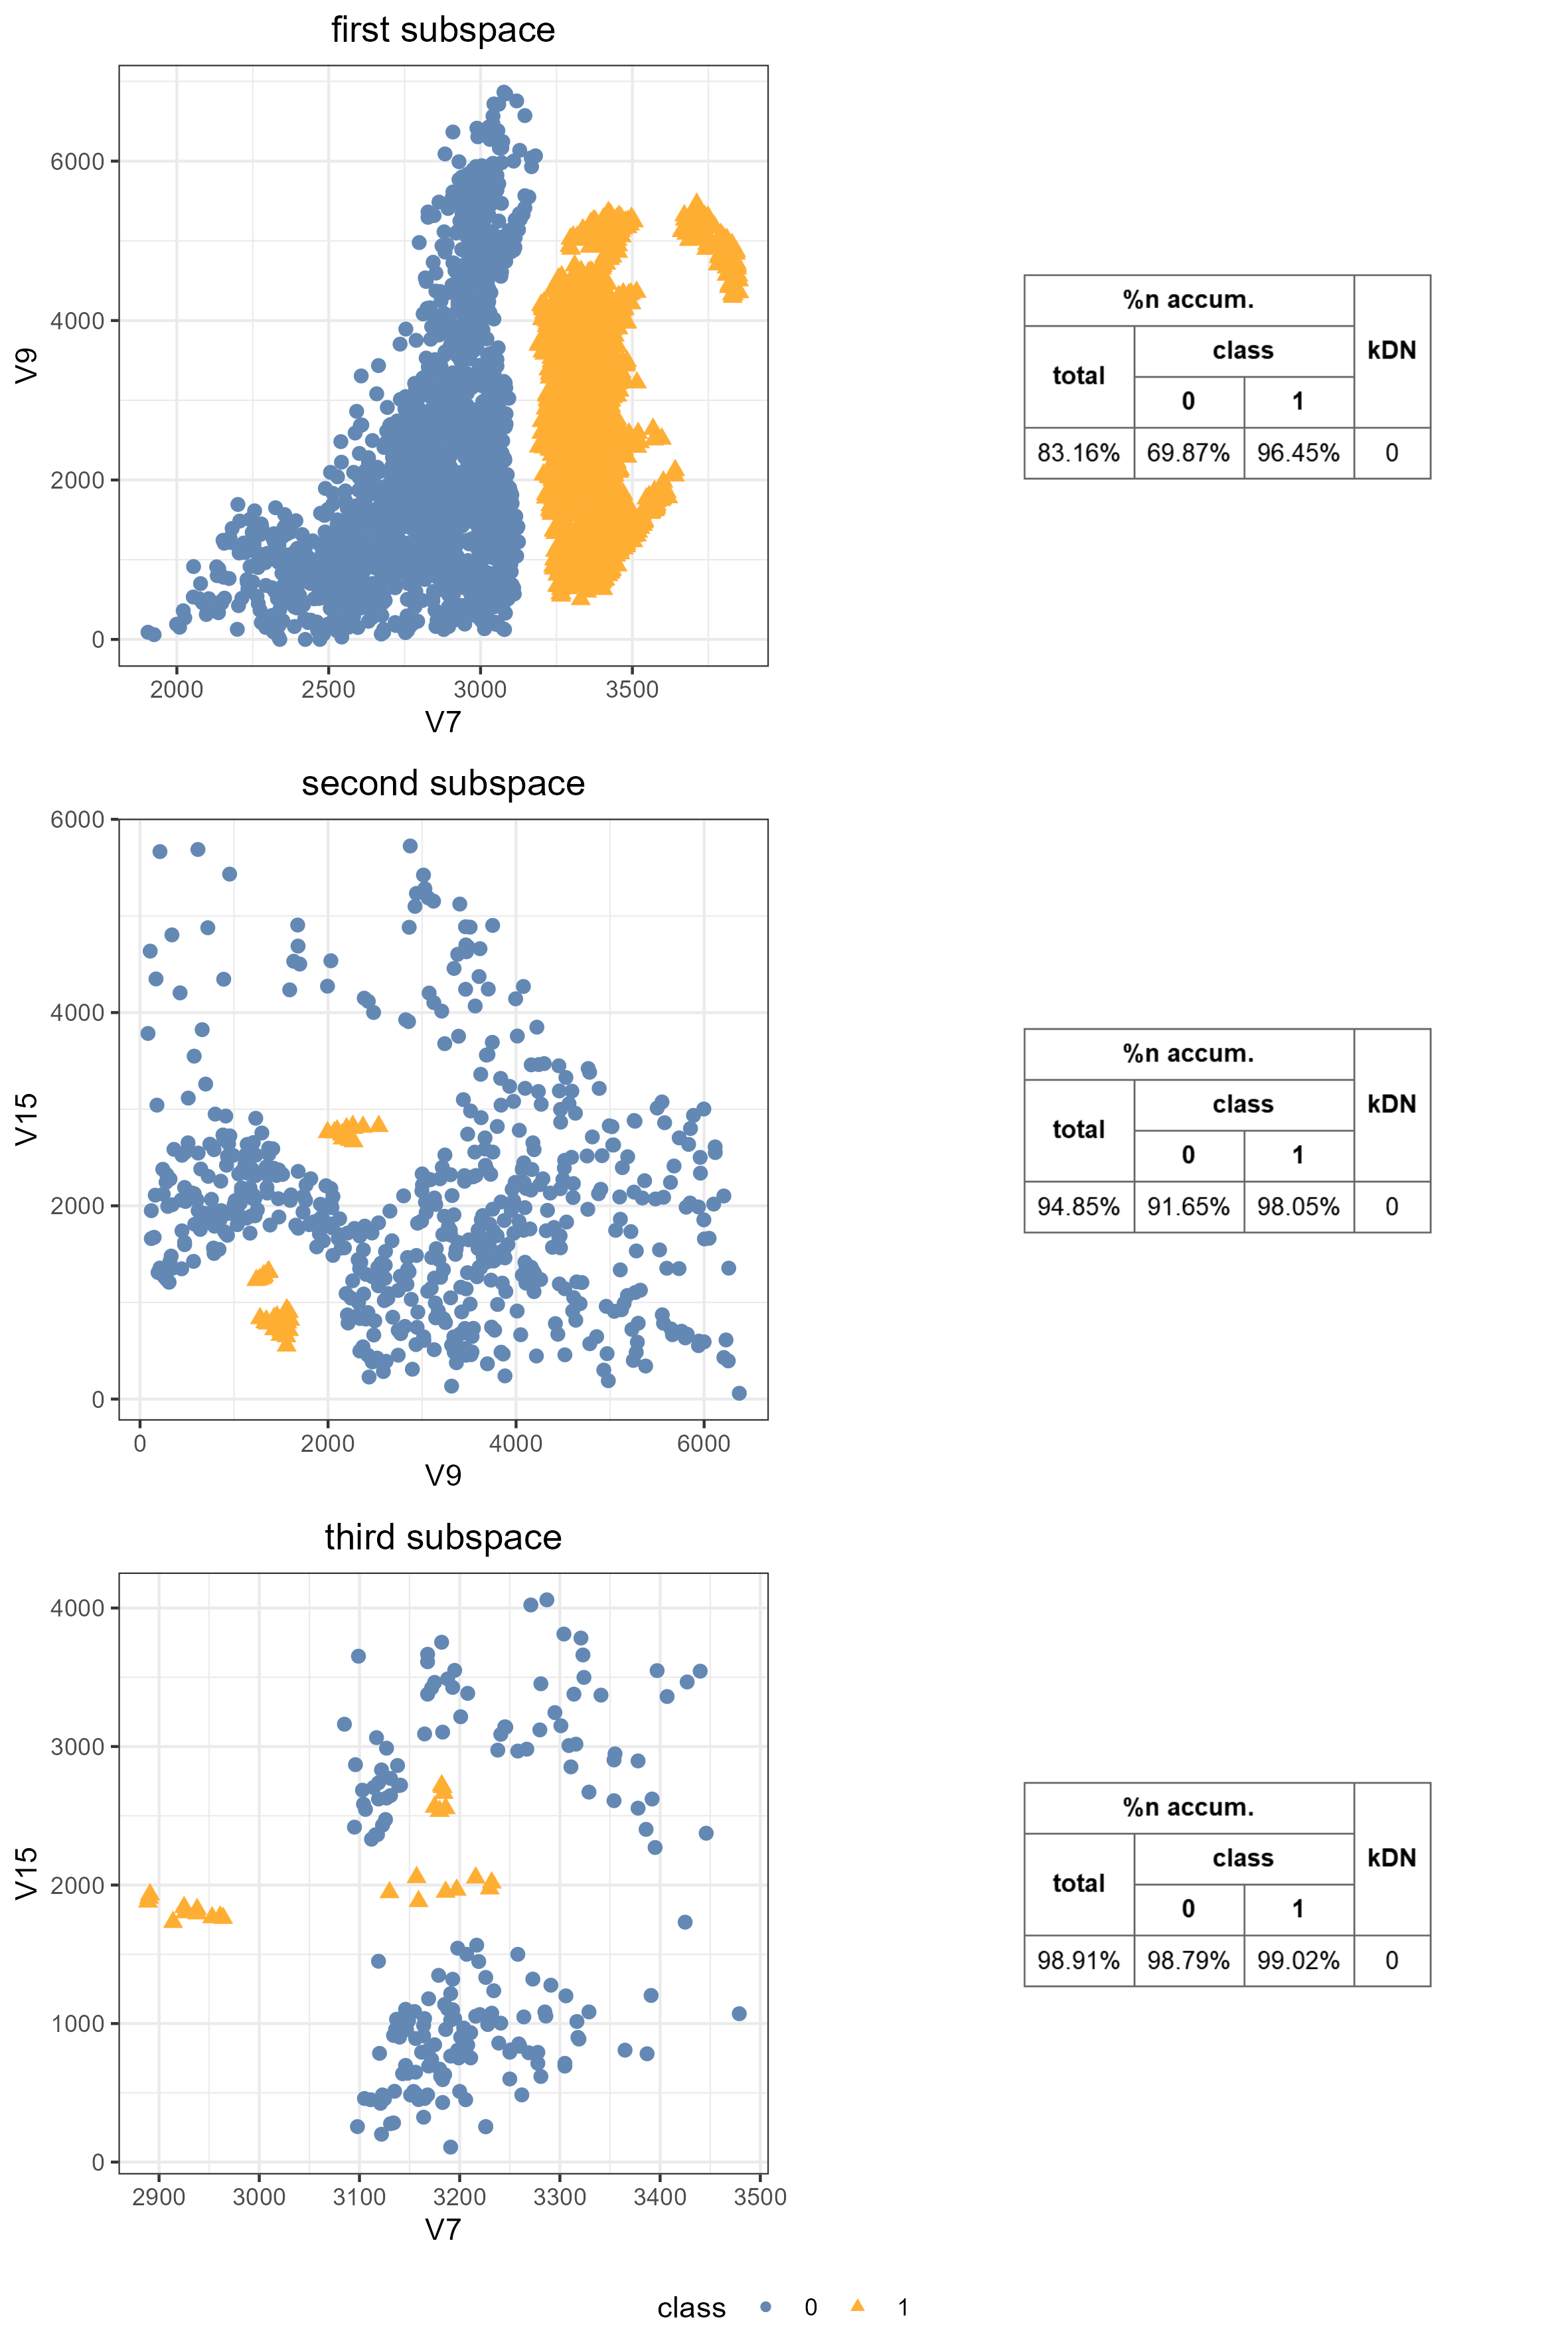 first subspace
6000
4000
2000
0
V9
2000 2500 3000 3500
V7
%n accum.
kDN
total
class
0 1
83.16% 69.87% 96.45% 0
second subspace
6000
4000
2000
0
V15
0 2000 4000 6000
V9
%n accum.
kDN
total
class
0 1
94.85% 91.65% 98.05% 0
third subspace
4000
3000
2000
1000
0
V15
2900 3000 3100 3200 3300 3400 3500
V7
%n accum.
kDN
total
class
0 1
98.91% 98.79% 99.02% 0
class 0 1